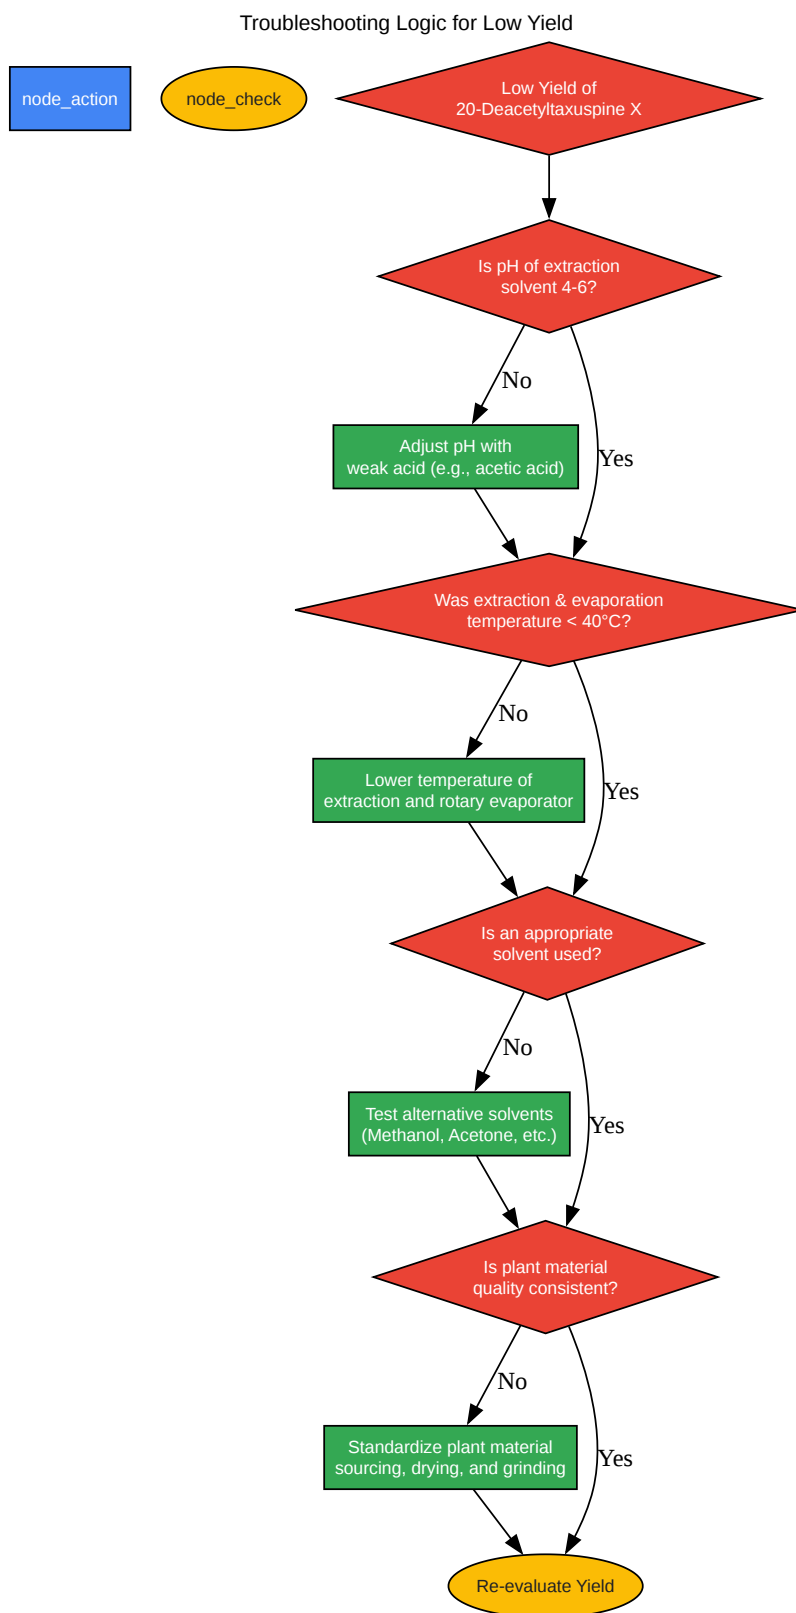 Troubleshooting Logic for Low Yield
node_action
node_check
Low Yield of
20-Deacetyltaxuspine X
Is pH of extraction
solvent 4-6?
No
Adjust pH with
weak acid (e.g., acetic acid)
Yes
Was extraction & evaporation
temperature < 40°C?
No
Lower temperature of
extraction and rotary evaporator
Yes
Is an appropriate
solvent used?
No
Test alternative solvents
(Methanol, Acetone, etc.)
Yes
Is plant material
quality consistent?
No
Standardize plant material
sourcing, drying, and grinding
Yes
Re-evaluate Yield